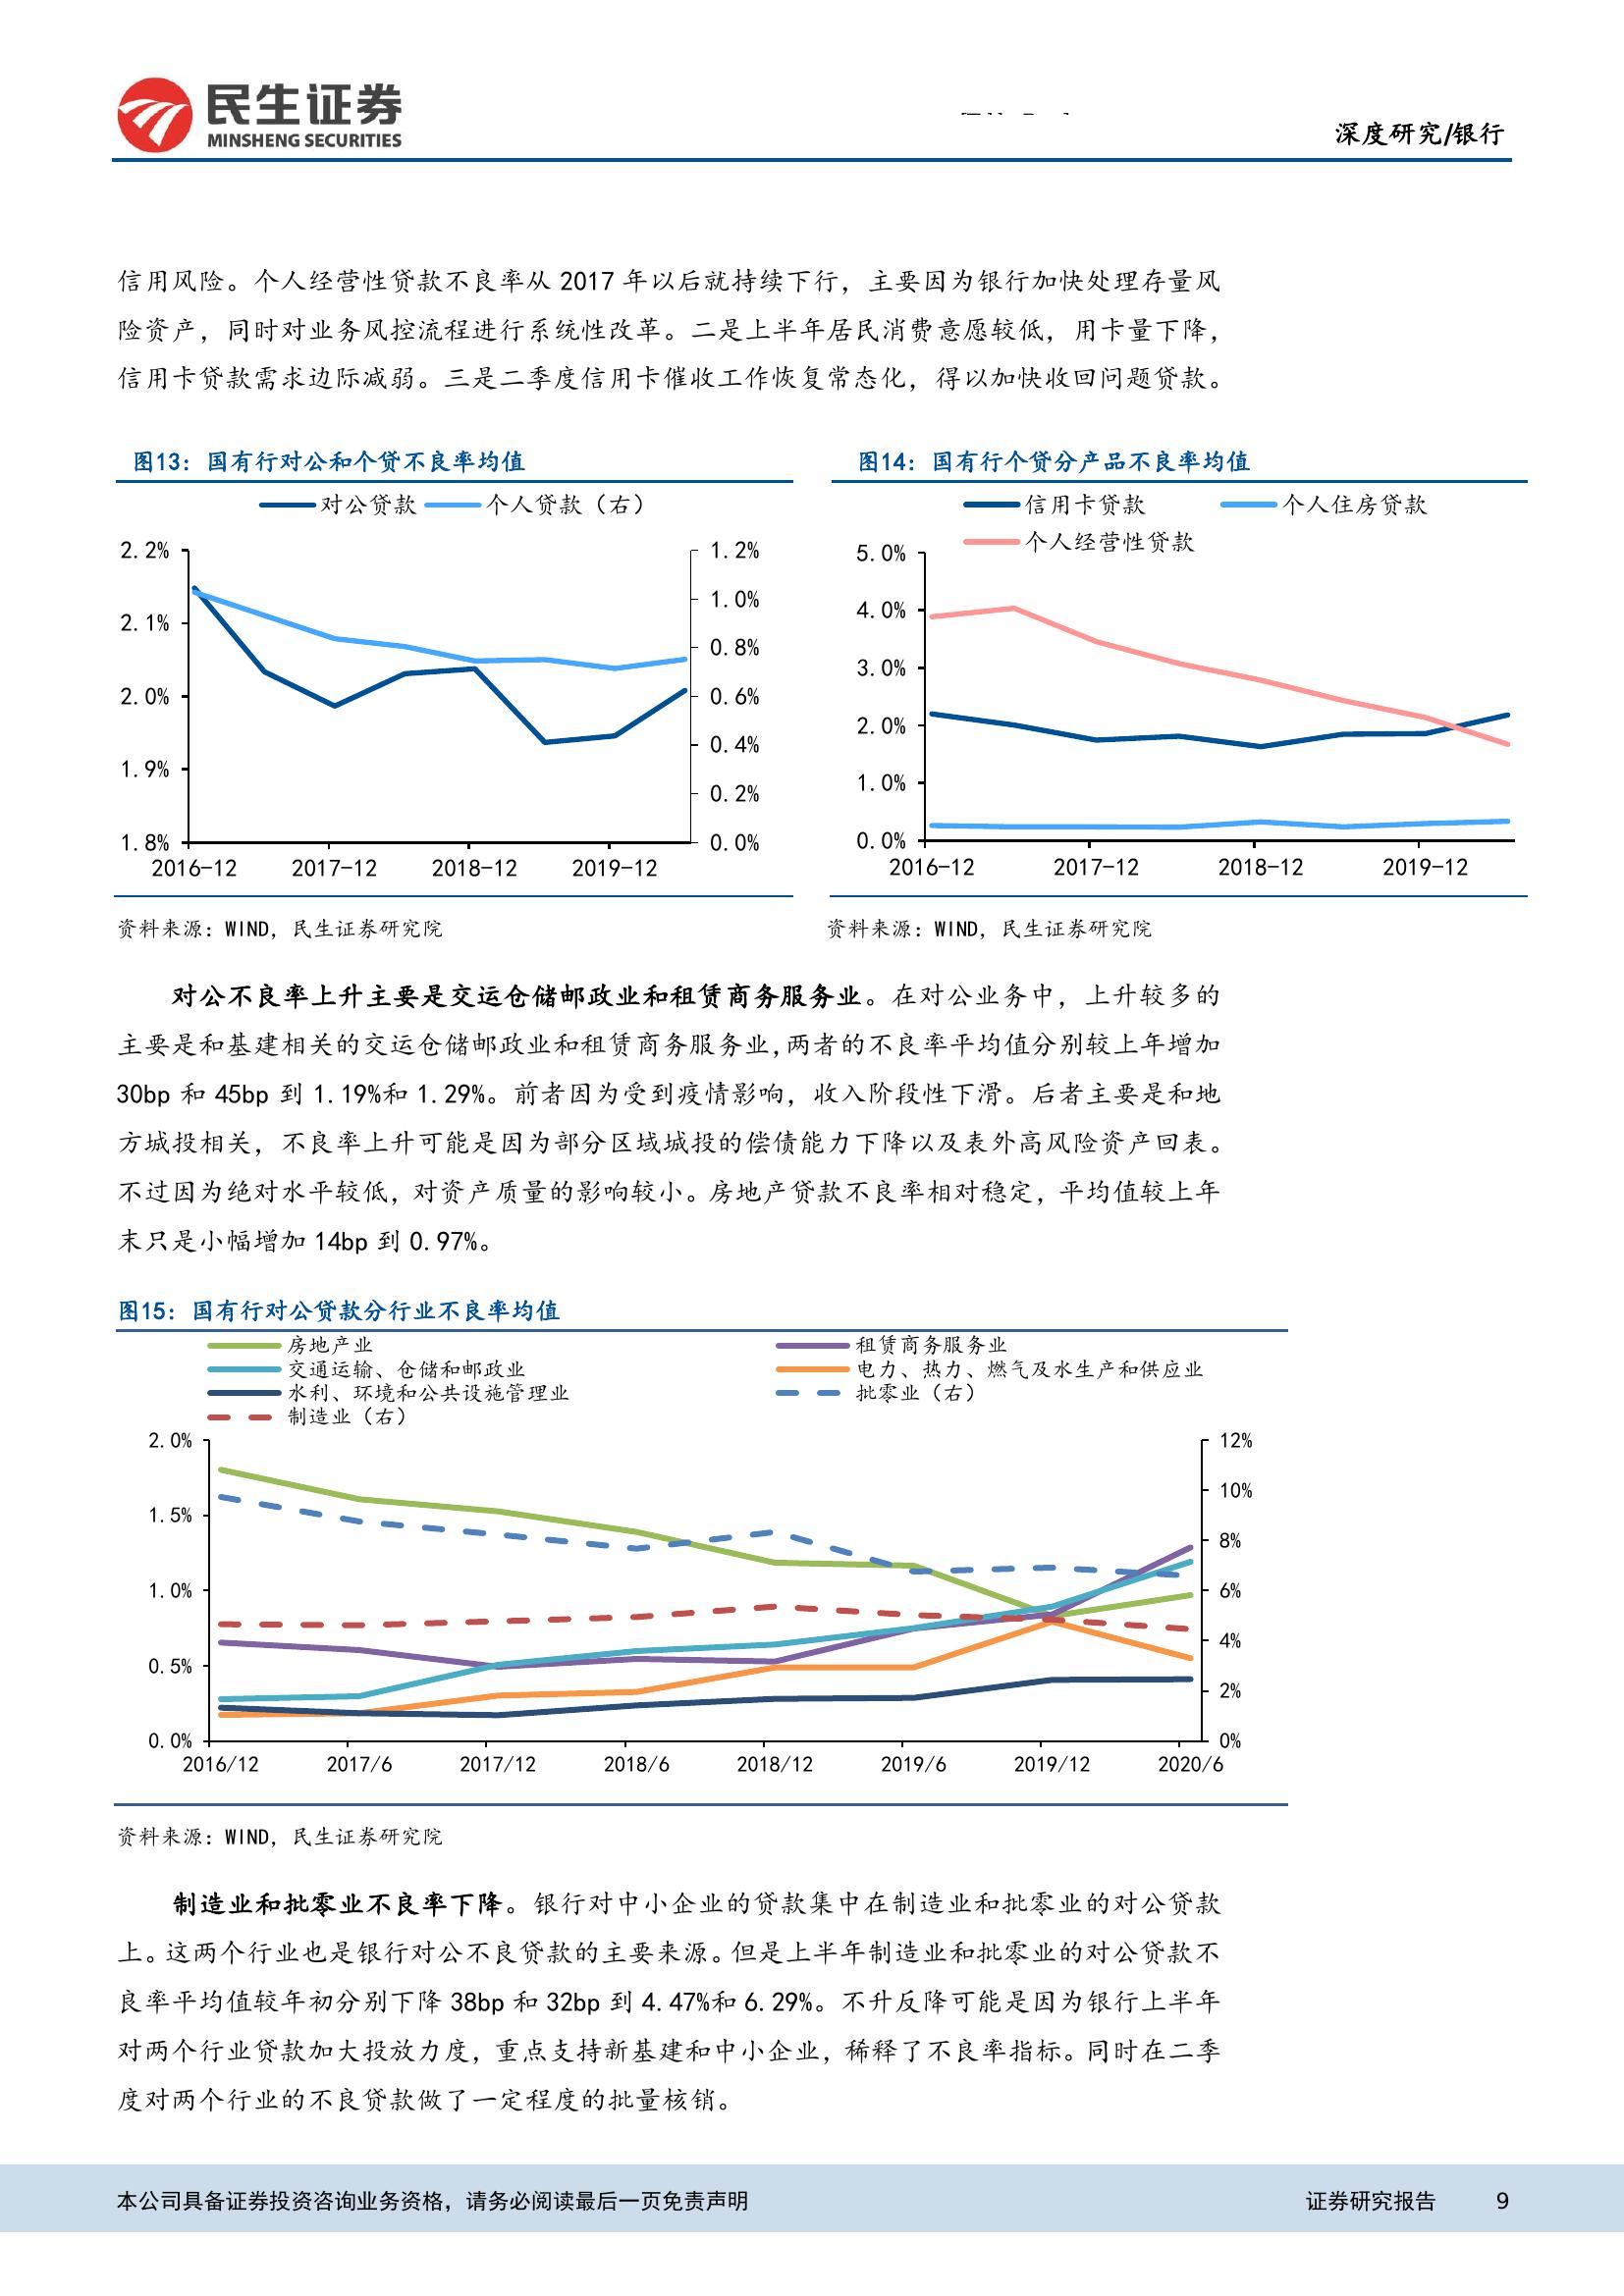 民生证券
MINSHENG SECURITIES
深度研究/银行
信用风险。个人经营性贷款不良率从 2017 年以后就持续下行，主要因为银行加快处理存量风
险资产，同时对业务风控流程进行系统性改革。二是上半年居民消费意愿较低，用卡量下降，
信用卡贷款需求边际减弱。三是二季度信用卡催收工作恢复常态化，得以加快收回问题贷款。
图13：国有行对公和个贷不良率均值
对公贷款 个人贷款（右）
2.2%
2.1%
2.0%
1.9%
1.8%
1.2%
1.0%
0.8%
0.6%
0.4%
0.2%
0.0%
2016-12 2017-12 2018-12 2019-12
资料来源：WIND，民生证券研究院
图14：国有行个贷分产品不良率均值
信用卡贷款 个人住房贷款
个人经营性贷款
5.0%
4.0%
3.0%
2.0%
1.0%
0.0%
2016-12 2017-12 2018-12 2019-12
资料来源：WIND，民生证券研究院
对公不良率上升主要是交运仓储邮政业和租赁商务服务业。在对公业务中，上升较多的
主要是和基建相关的交运仓储邮政业和租赁商务服务业，两者的不良率平均值分别较上年增加
30bp 和 45bp 到 1.19%和 1.29%。前者因为受到疫情影响，收入阶段性下滑。后者主要是和地
方城投相关，不良率上升可能是因为部分区域城投的偿债能力下降以及表外高风险资产回表。
不过因为绝对水平较低，对资产质量的影响较小。房地产贷款不良率相对稳定，平均值较上年
末只是小幅增加 14bp 到 0.97%。
图15：国有行对公贷款分行业不良率均值
房地产业 租赁商务服务业
交通运输、仓储和邮政业 电力、热力、燃气及水生产和供应业
水利、环境和公共设施管理业 批零业（右）
制造业（右）
2.0%
1.5%
1.0%
0.5%
0.0%
12%
10%
8%
6%
4%
2%
0%
2016/12 2017/6 2017/12 2018/6 2018/12 2019/6 2019/12 2020/6
资料来源：WIND，民生证券研究院
制造业和批零业不良率下降。银行对中小企业的贷款集中在制造业和批零业的对公贷款
上。这两个行业也是银行对公不良贷款的主要来源。但是上半年制造业和批零业的对公贷款不
良率平均值较年初分别下降 38bp 和 32bp 到 4.47%和 6.29%。不升反降可能是因为银行上半年
对两个行业贷款加大投放力度，重点支持新基建和中小企业，稀释了不良率指标。同时在二季
度对两个行业的不良贷款做了一定程度的批量核销。
本公司具备证券投资咨询业务资格，请务必阅读最后一页免责声明 证券研究报告 9